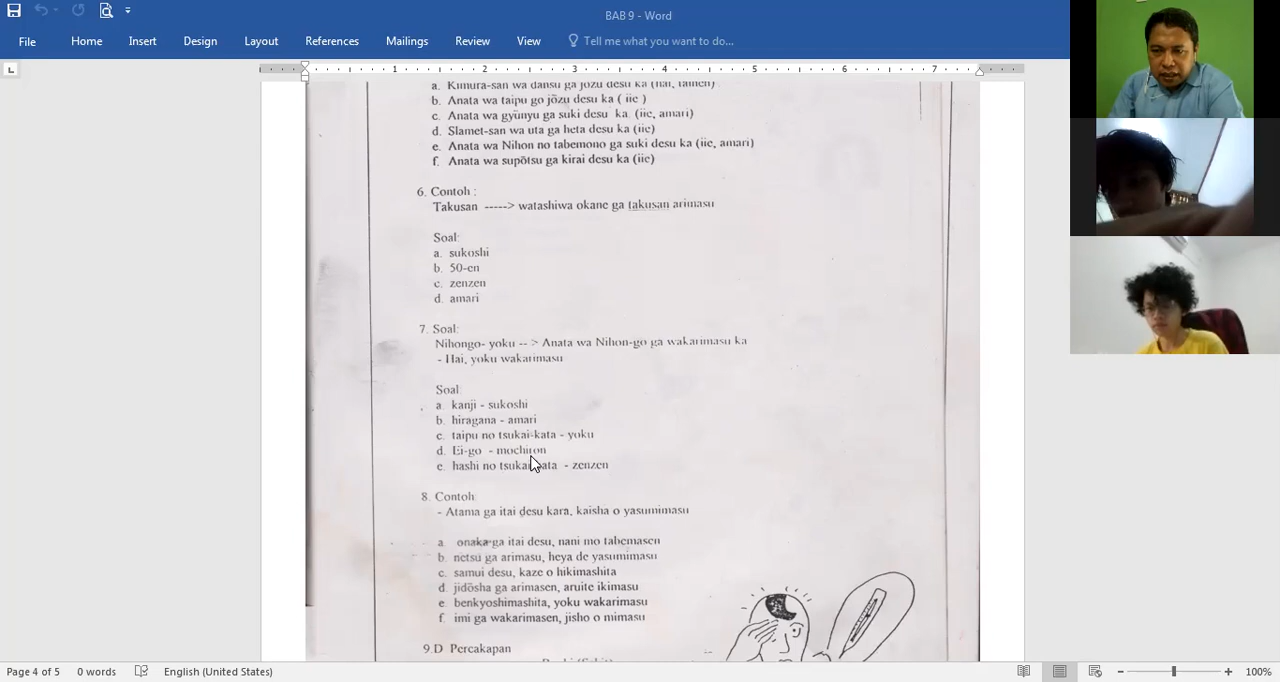 BAB 9 - Word
File Home Insert Design Layout References Mailings Review View Tell me what you want to do...
1 2 3 4 5 6 7
a. Kimura-san wa dansu ga jozu desu ka (hai, tamen)
b. Anata wa taipu go jōzu desu ka ( iie )
c. Anata wa gyūnyu ga suki desu ka. (iie, amari)
d. Slamet-san wa uta ga heta desu ka (iie)
e. Anata wa Nihon no tabemono ga suki desu ka (iie, amari)
f. Anata wa supōtsu ga kirai desu ka (iie)
6. Contoh :
Takusan -----> watashiwa okane ga takusan arimasu
Soal:
a. sukoshi
b. 50-en
c. zenzen
d. amari
7. Soal:
Nihongo- yoku -- > Anata wa Nihon-go ga wakarimasu ka
- Hai, yoku wakarimasu
Soal
a. kanji - sukoshi
b. hiragana - amari
c. taipu no tsukai-kata - yoku
d. Ei-go - mochiron
e. hashi no tsukai-kata - zenzen
8. Contoh:
- Atama ga itai desu kara, kaisha o yasumimasu
a. onaka ga itai desu, nani mo tabemasen
b. netsu ga arimasu, heya de yasumimasu
c. samui desu, kaze o hikimashita
d. jidōsha ga arimasen, aruite ikimasu
e. benkyoshimashita, yoku wakarimasu
f. imi ga wakarimasen, jisho o mimasu
9.D Percakapan
Page 4 of 5 0 words English (United States) 100%